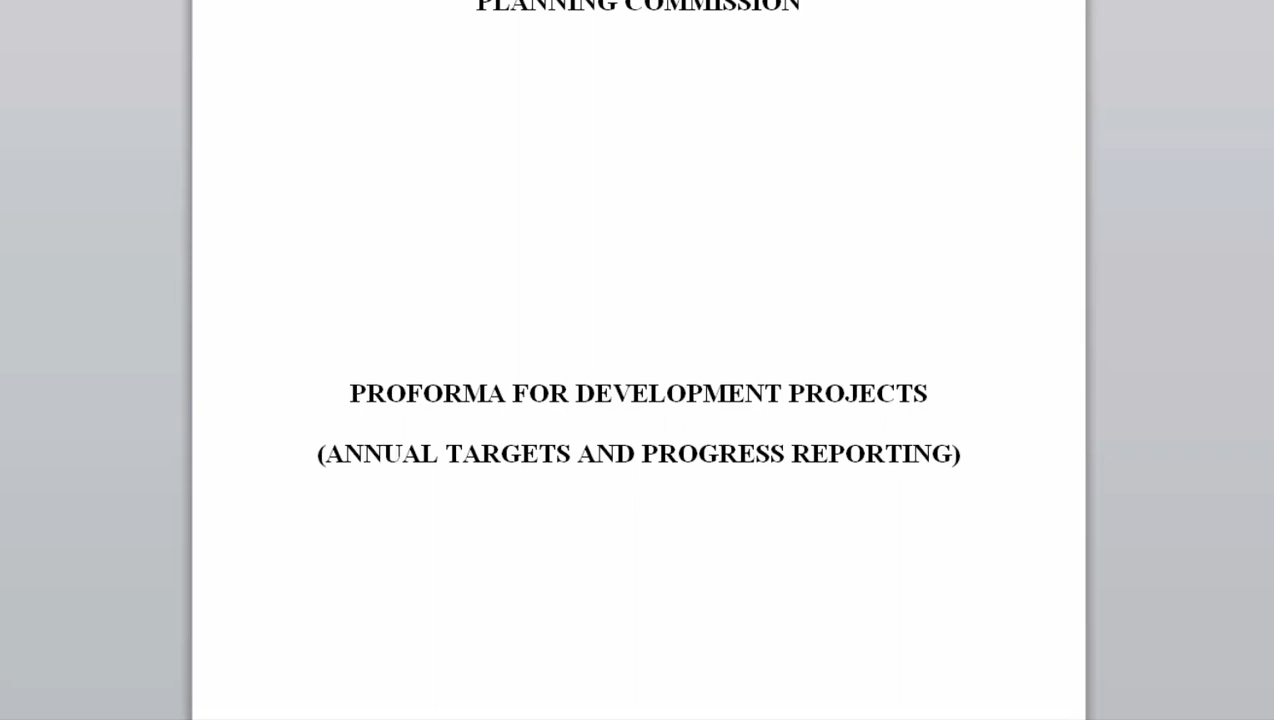 PLANNING COMMISSION
PROFORMA FOR DEVELOPMENT PROJECTS
(ANNUAL TARGETS AND PROGRESS REPORTING)